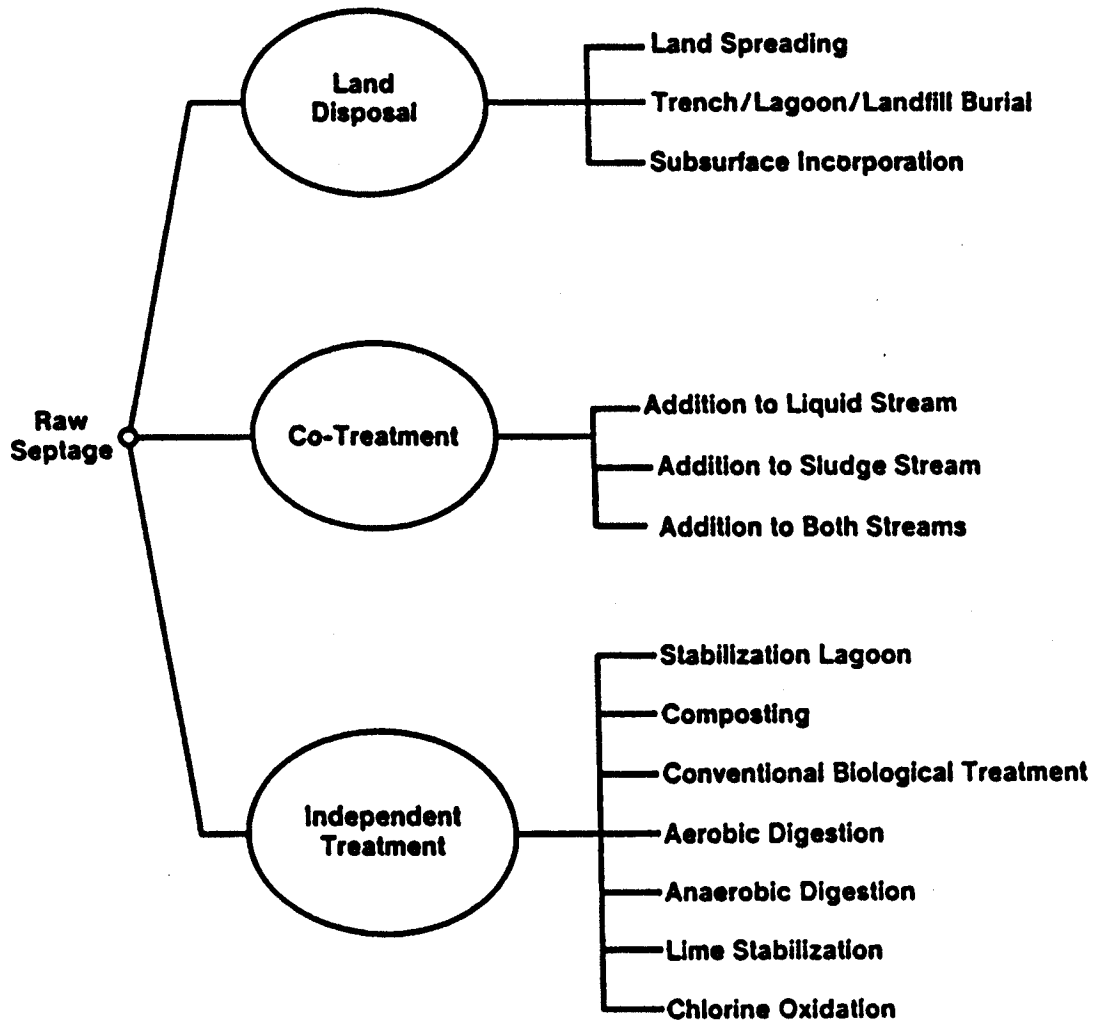 Raw
Septage
Land
Disposal
Land Spreading
Trench/Lagoon/Landfill Burial
Subsurface Incorporation
Co-Treatment
Addition to Liquid Stream
Addition to Sludge Stream
Addition to Both Streams
Independent
Treatment
Stabilization Lagoon
Composting
Conventional Biological Treatment
Aerobic Digestion
Anaerobic Digestion
Lime Stabilization
Chlorine Oxidation